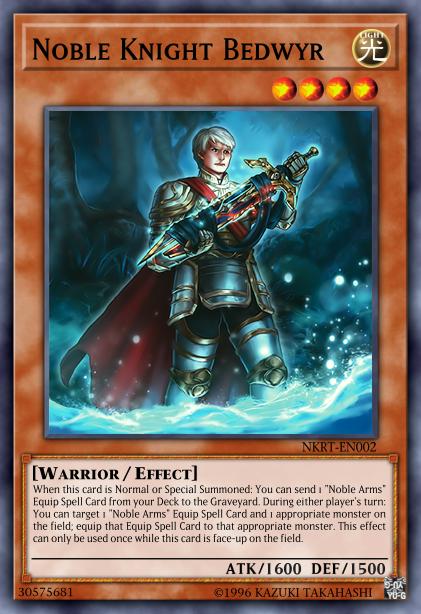 Noble Knight Bedwyr
LIGHT
光
NKRT-EN002
[Warrior / Effect]
When this card is Normal or Special Summoned: You can send 1 "Noble Arms"
Equip Spell Card from your Deck to the Graveyard. During either player's turn:
You can target 1 "Noble Arms" Equip Spell Card and 1 appropriate monster on
the field; equip that Equip Spell Card to that appropriate monster. This effect
can only be used once while this card is face-up on the field.
ATK/1600 DEF/1500
30575681
©1996 KAZUKI TAKAHASHI